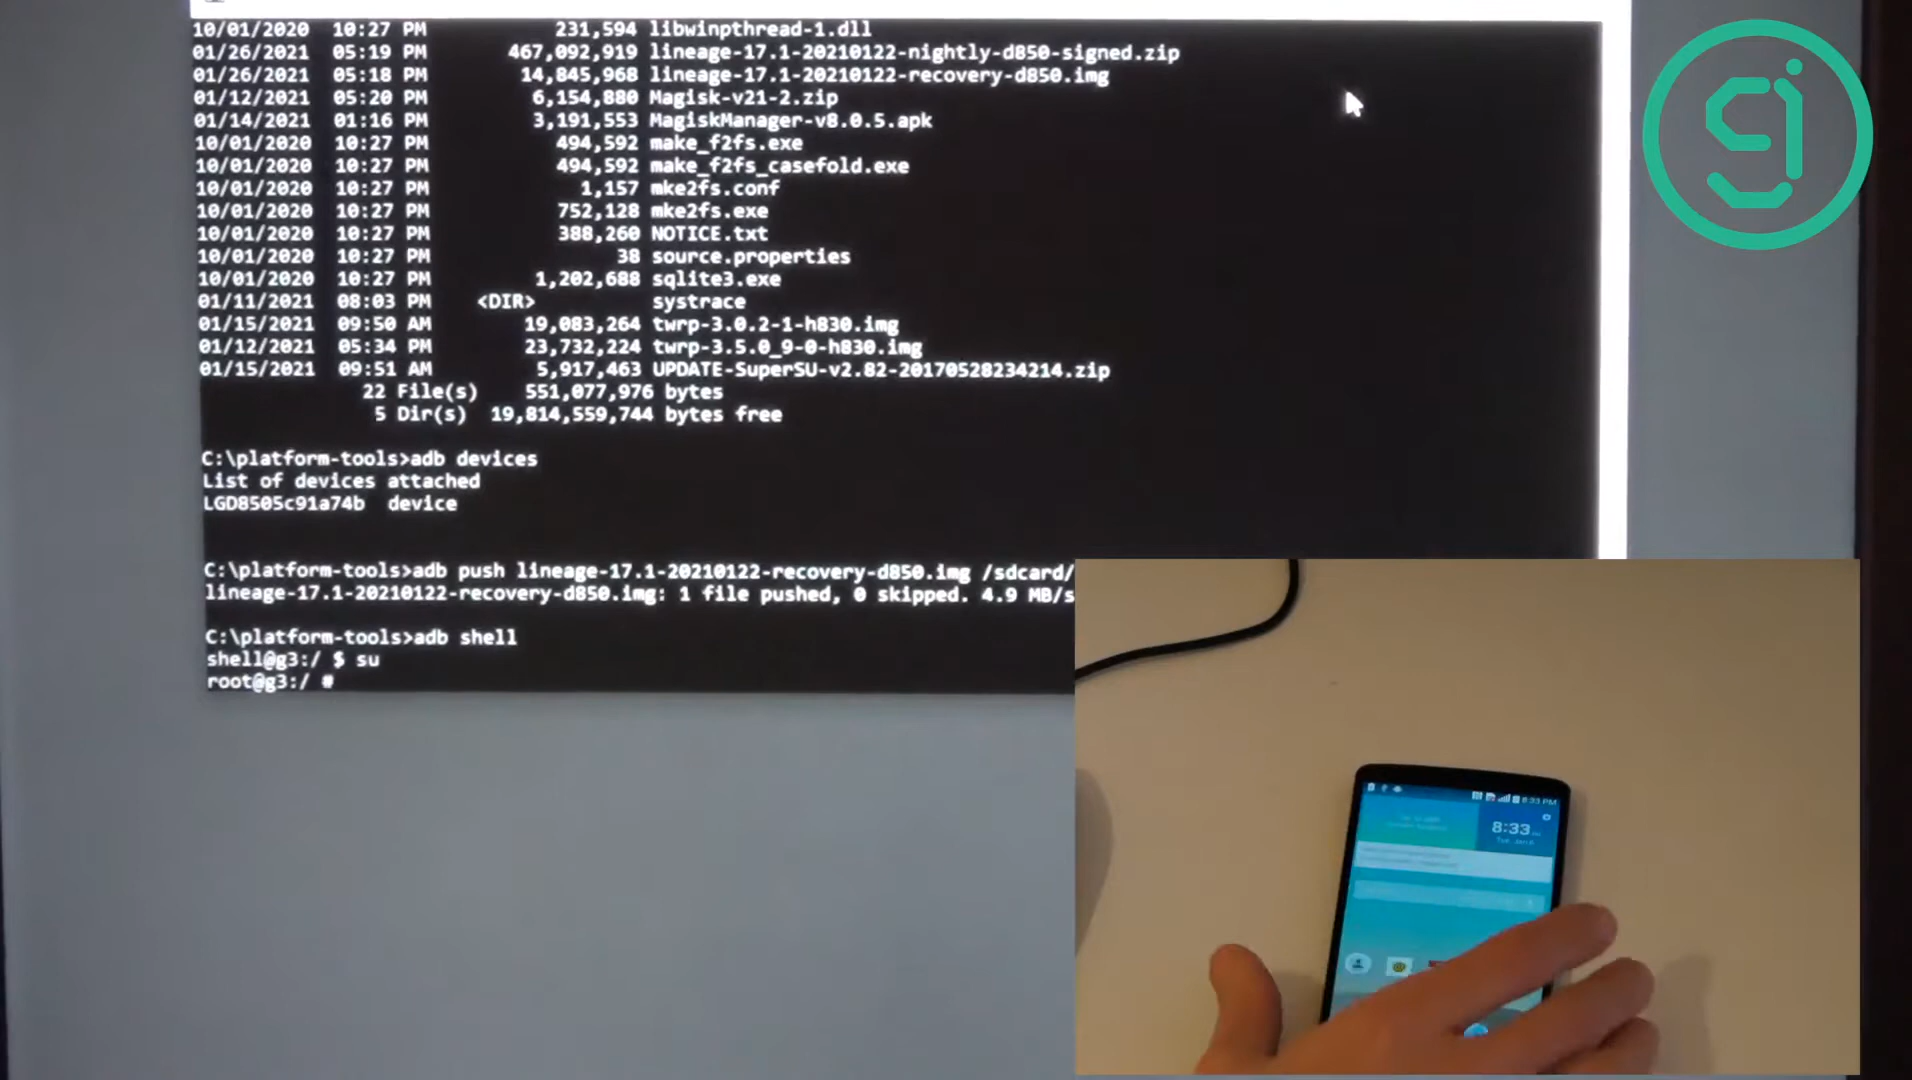 10/01/2020 10:27 PM 231,594 libwinpthread-1.dll
01/26/2021 05:19 PM 467,092,919 lineage-17.1-20210122-nightly-d850-signed.zip
01/26/2021 05:18 PM 14,845,968 lineage-17.1-20210122-recovery-d850.img
01/12/2021 05:20 PM 6,154,880 Magisk-v21-2.zip
01/14/2021 01:16 PM 3,191,553 MagiskManager-v8.0.5.apk
10/01/2020 10:27 PM 494,592 make_f2fs.exe
10/01/2020 10:27 PM 494,592 make_f2fs_casefold.exe
10/01/2020 10:27 PM 1,157 mke2fs.conf
10/01/2020 10:27 PM 752,128 mke2fs.exe
10/01/2020 10:27 PM 388,260 NOTICE.txt
10/01/2020 10:27 PM 38 source.properties
10/01/2020 10:27 PM 1,202,688 sqlite3.exe
01/11/2021 08:03 PM <DIR> systrace
01/15/2021 09:50 AM 19,083,264 twrp-3.0.2-1-h830.img
01/12/2021 05:34 PM 23,732,224 twrp-3.5.0_9-0-h830.img
01/15/2021 09:51 AM 5,917,463 UPDATE-SuperSU-v2.82-20170528234214.zip
22 File(s) 551,077,976 bytes
5 Dir(s) 19,814,559,744 bytes free
C:\platform-tools>adb devices
List of devices attached
LGD8505c91a74b device
C:\platform-tools>adb push lineage-17.1-20210122-recovery-d850.img /sdcard/
lineage-17.1-20210122-recovery-d850.img: 1 file pushed, 0 skipped. 4.9 MB/s
C:\platform-tools>adb shell
shell@g3:/ $ su
root@g3:/ #
gj
8:33 PM
8:33